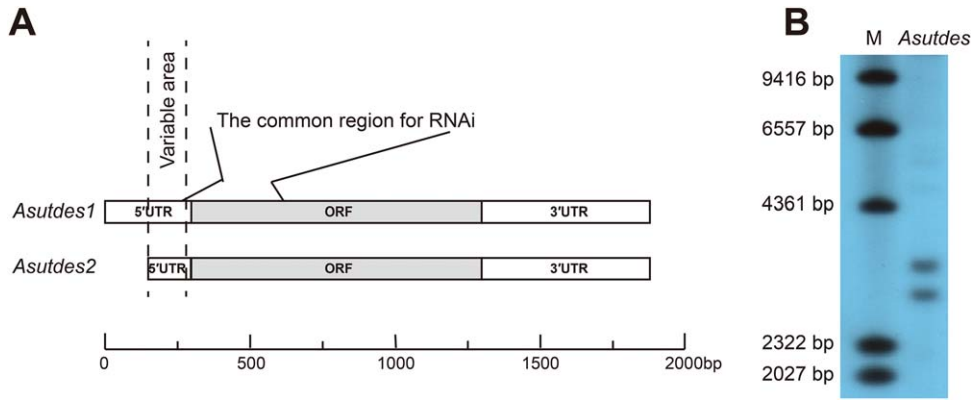 A
Variable area
The common region for RNAi
Asutdes1
5'UTR
ORF
3'UTR
Asutdes2
5'UTR
ORF
3'UTR
0
500
1000
1500
2000bp
B
M
Asutdes
9416 bp
6557 bp
4361 bp
2322 bp
2027 bp